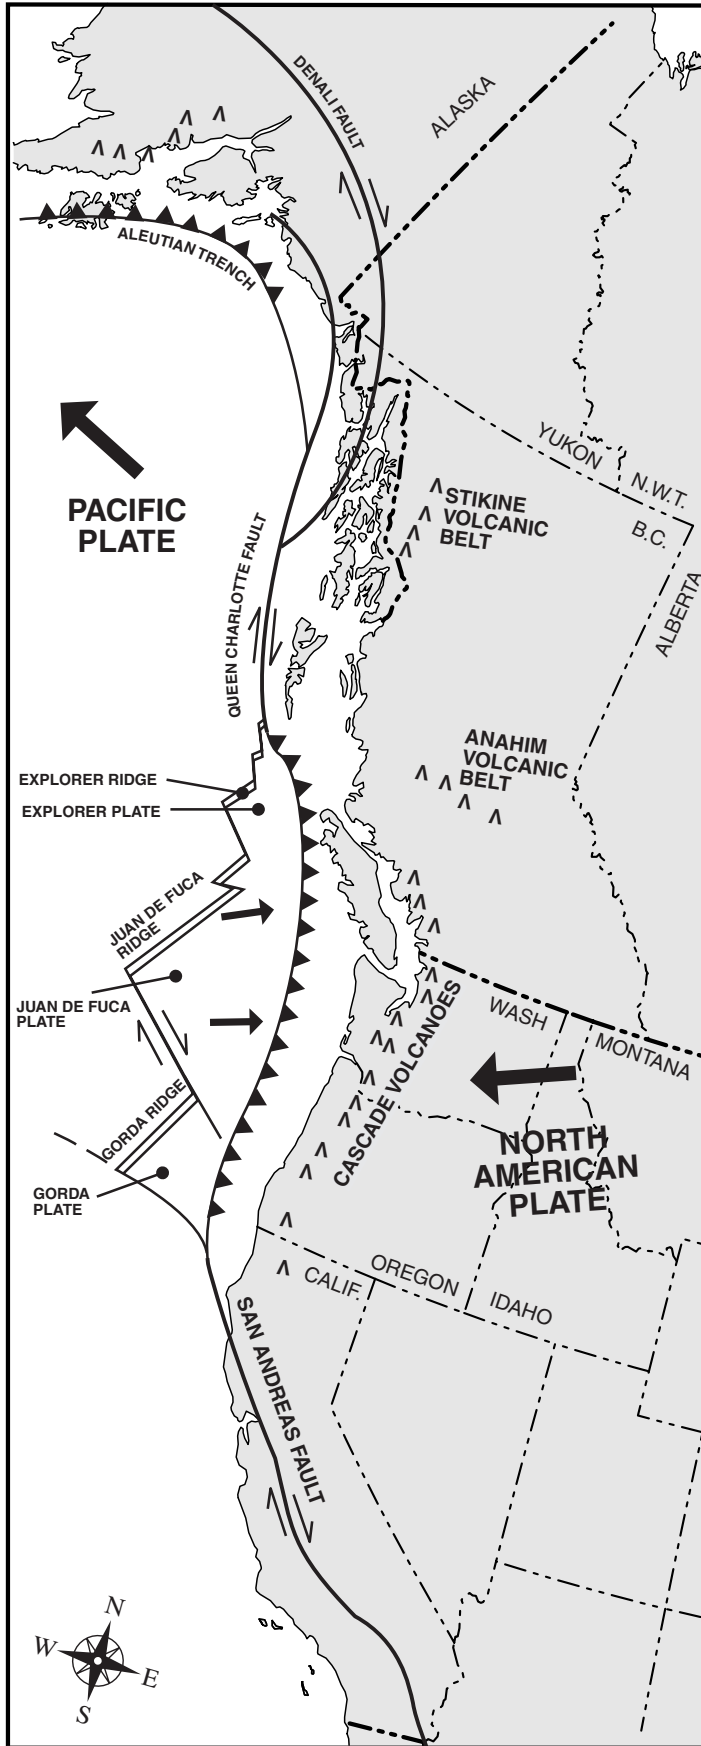 DENALI FAULT
ALASKA
ALEUTIAN TRENCH
YUKON
N.W.T.
B.C.
ALBERTA
PACIFIC
PLATE
STIKINE
VOLCANIC
BELT
QUEEN CHARLOTTE FAULT
ANAHIM
VOLCANIC
BELT
EXPLORER RIDGE
EXPLORER PLATE
JUAN DE FUCA
RIDGE
JUAN DE FUCA
PLATE
WASH
MONTANA
CASCADE VOLCANOES
GORDA RIDGE
NORTH
AMERICAN
PLATE
GORDA
PLATE
CALIF.
OREGON
IDAHO
SAN ANDREAS FAULT
N
W
E
S